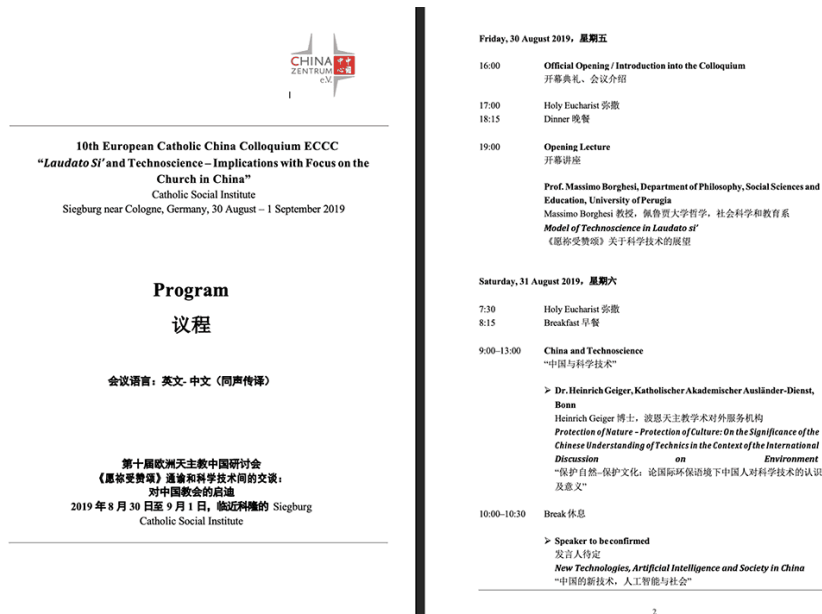 CHINA
ZENTRUM
e.V.
中中
心國
10th European Catholic China Colloquium ECCC
“Laudato Si’ and Technoscience – Implications with Focus on the
Church in China”
Catholic Social Institute
Siegburg near Cologne, Germany, 30 August – 1 September 2019
Program
议程
会议语言：英文- 中文（同声传译）
第十届欧洲天主教中国研讨会
《愿祢受赞颂》通谕和科学技术间的交谈：
对中国教会的启迪
2019 年 8 月 30 日至 9 月 1 日，临近科隆的 Siegburg
Catholic Social Institute
Friday, 30 August 2019，星期五
16:00 Official Opening / Introduction into the Colloquium
开幕典礼、会议介绍
17:00 Holy Eucharist 弥撒
18:15 Dinner 晚餐
19:00 Opening Lecture
开幕讲座
Prof. Massimo Borghesi, Department of Philosophy, Social Sciences and
Education, University of Perugia
Massimo Borghesi 教授，佩鲁贾大学哲学，社会科学和教育系
Model of Technoscience in Laudato si’
《愿祢受赞颂》关于科学技术的展望
Saturday, 31 August 2019，星期六
7:30 Holy Eucharist 弥撒
8:15 Breakfast 早餐
9:00–13:00 China and Technoscience
“中国与科学技术”
➢ Dr. Heinrich Geiger, Katholischer Akademischer Ausländer-Dienst,
Bonn
Heinrich Geiger 博士，波恩天主教学术对外服务机构
Protection of Nature – Protection of Culture: On the Significance of the
Chinese Understanding of Technics in the Context of the International
Discussion on Environment
“保护自然–保护文化：论国际环保语境下中国人对科学技术的认识
及意义”
10:00–10:30 Break 休息
➢ Speaker to be confirmed
发言人待定
New Technologies, Artificial Intelligence and Society in China
“中国的新技术，人工智能与社会”
2